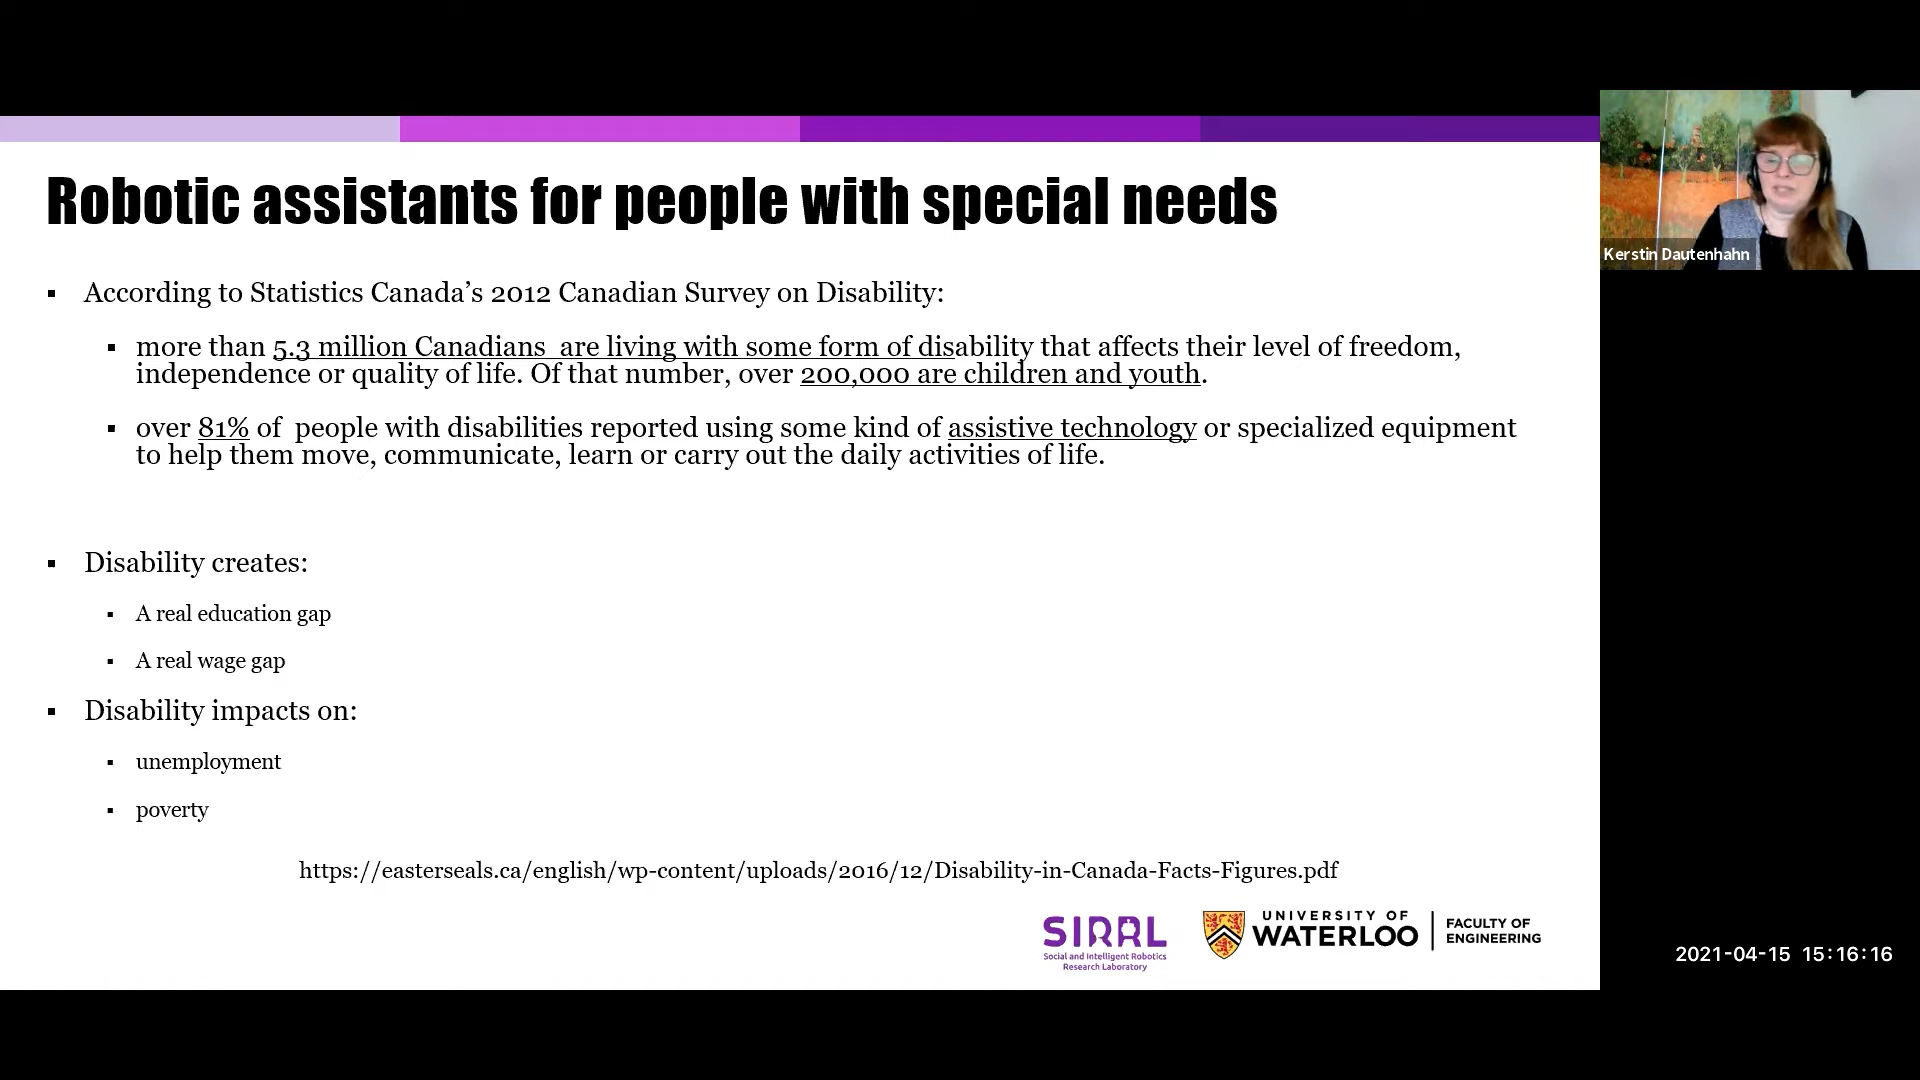 Robotic assistants for people with special needs
▪ According to Statistics Canada's 2012 Canadian Survey on Disability:
▪ more than 5.3 million Canadians  are living with some form of disability that affects their level of freedom,
independence or quality of life. Of that number, over 200,000 are children and youth.
▪ over 81% of  people with disabilities reported using some kind of assistive technology or specialized equipment
to help them move, communicate, learn or carry out the daily activities of life.
▪ Disability creates:
▪ A real education gap
▪ A real wage gap
▪ Disability impacts on:
▪ unemployment
▪ poverty
https://easterseals.ca/english/wp-content/uploads/2016/12/Disability-in-Canada-Facts-Figures.pdf
SIRRL
Social and Intelligent Robotics
Research Laboratory
UNIVERSITY OF
WATERLOO
FACULTY OF
ENGINEERING
Kerstin Dautenhahn
2021-04-15 15:16:16